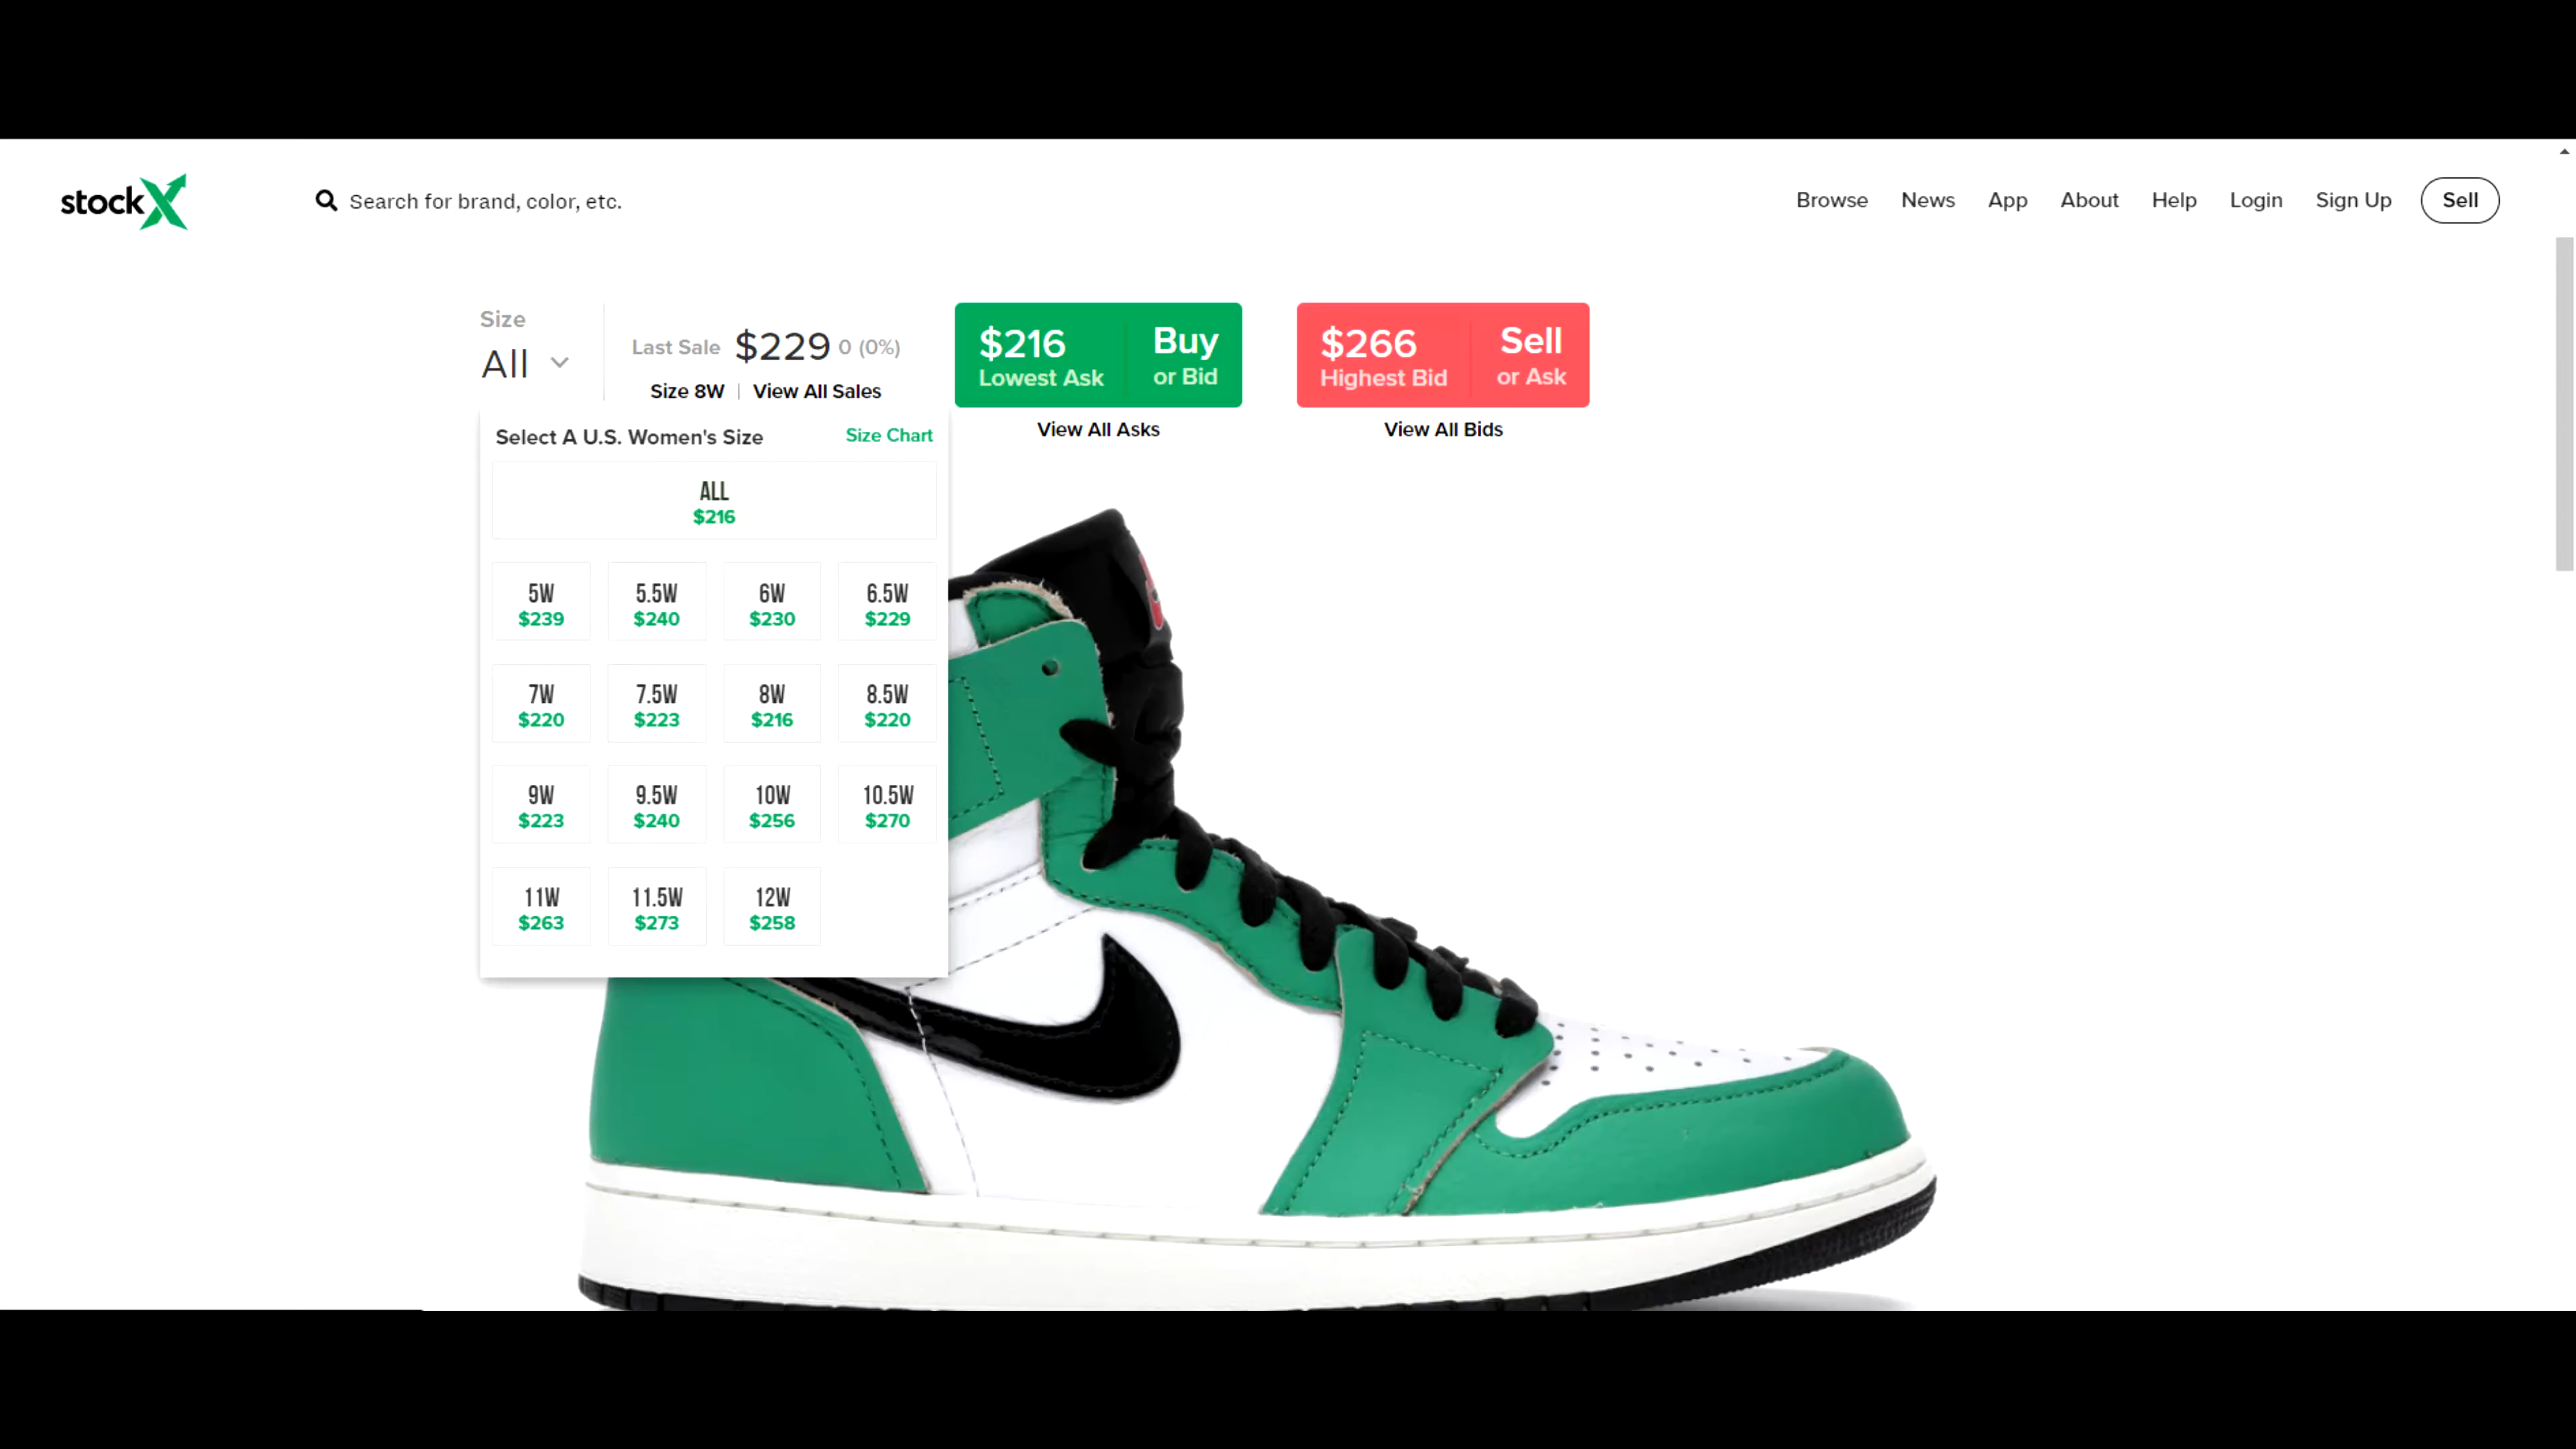 stockX
Search for brand, color, etc.
Browse News App About Help Login Sign Up Sell
Size
All
Last Sale $229 0 (0%)
Size 8W | View All Sales
$216 Buy
Lowest Ask or Bid
View All Asks
$266 Sell
Highest Bid or Ask
View All Bids
Select A U.S. Women's Size Size Chart
ALL
$216
5W 5.5W 6W 6.5W
$239 $240 $230 $229
7W 7.5W 8W 8.5W
$220 $223 $216 $220
9W 9.5W 10W 10.5W
$223 $240 $256 $270
11W 11.5W 12W
$263 $273 $258